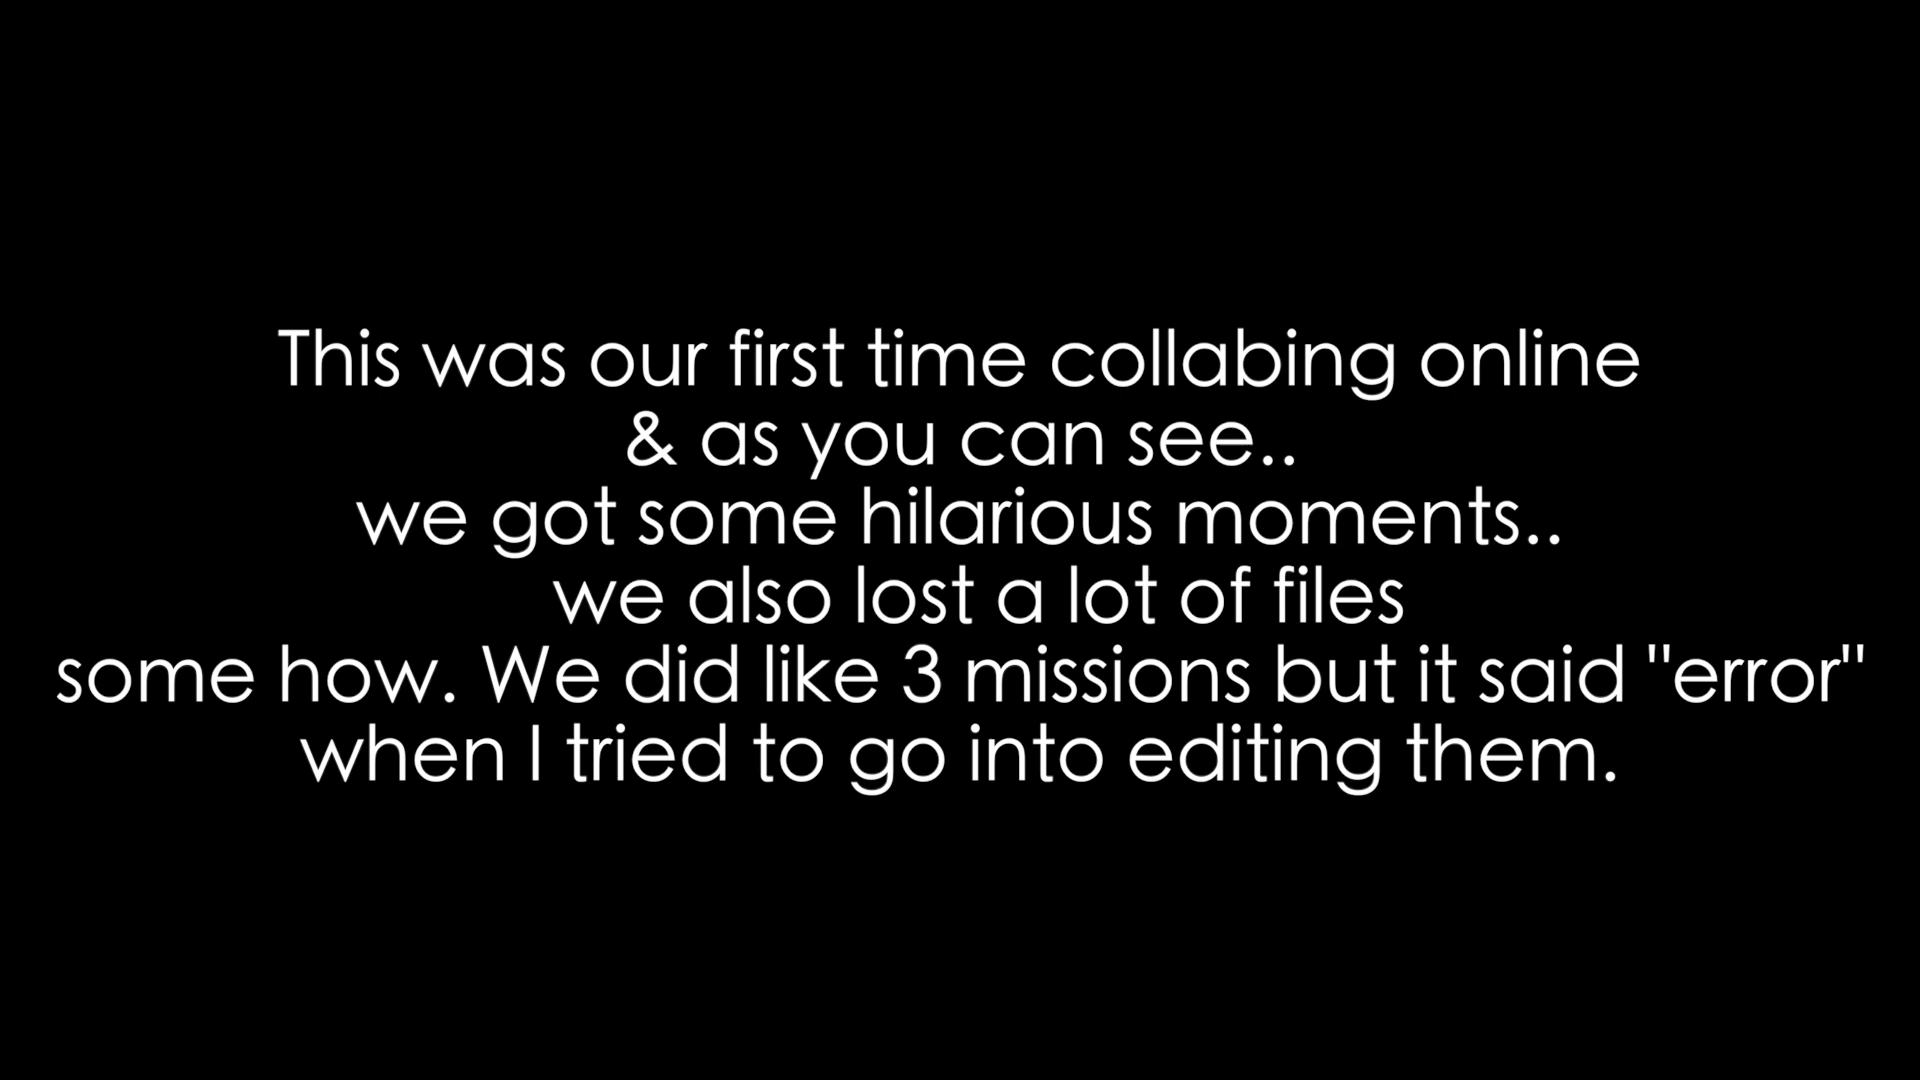 This was our first time collabing online
& as you can see..
we got some hilarious moments..
we also lost a lot of files
some how. We did like 3 missions but it said "error"
when I tried to go into editing them.